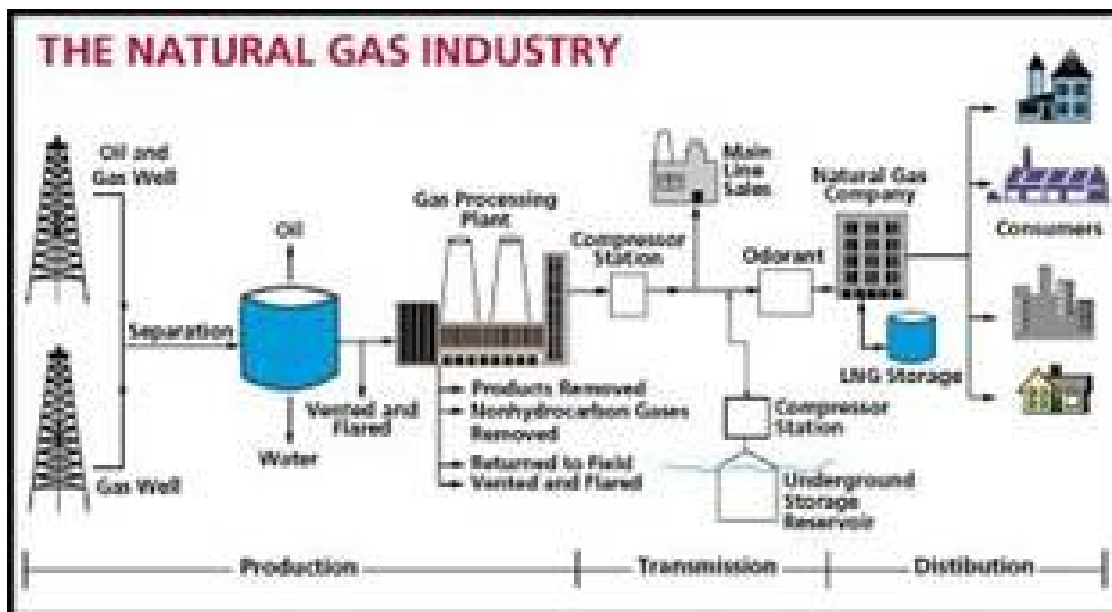 THE NATURAL GAS INDUSTRY
Oil and
Gas Well
Gas Well
Separation
Oil
Water
Vented and
Flared
Gas Processing
Plant
Products Removed
Nonhydrocarbon Gases
Removed
Returned to Field
Vented and Flared
Compressor
Station
Main
Line
Sales
Odorant
Compressor
Station
Underground
Storage
Reservoir
Natural Gas
Company
LNG Storage
Consumers
Production
Transmission
Distibution